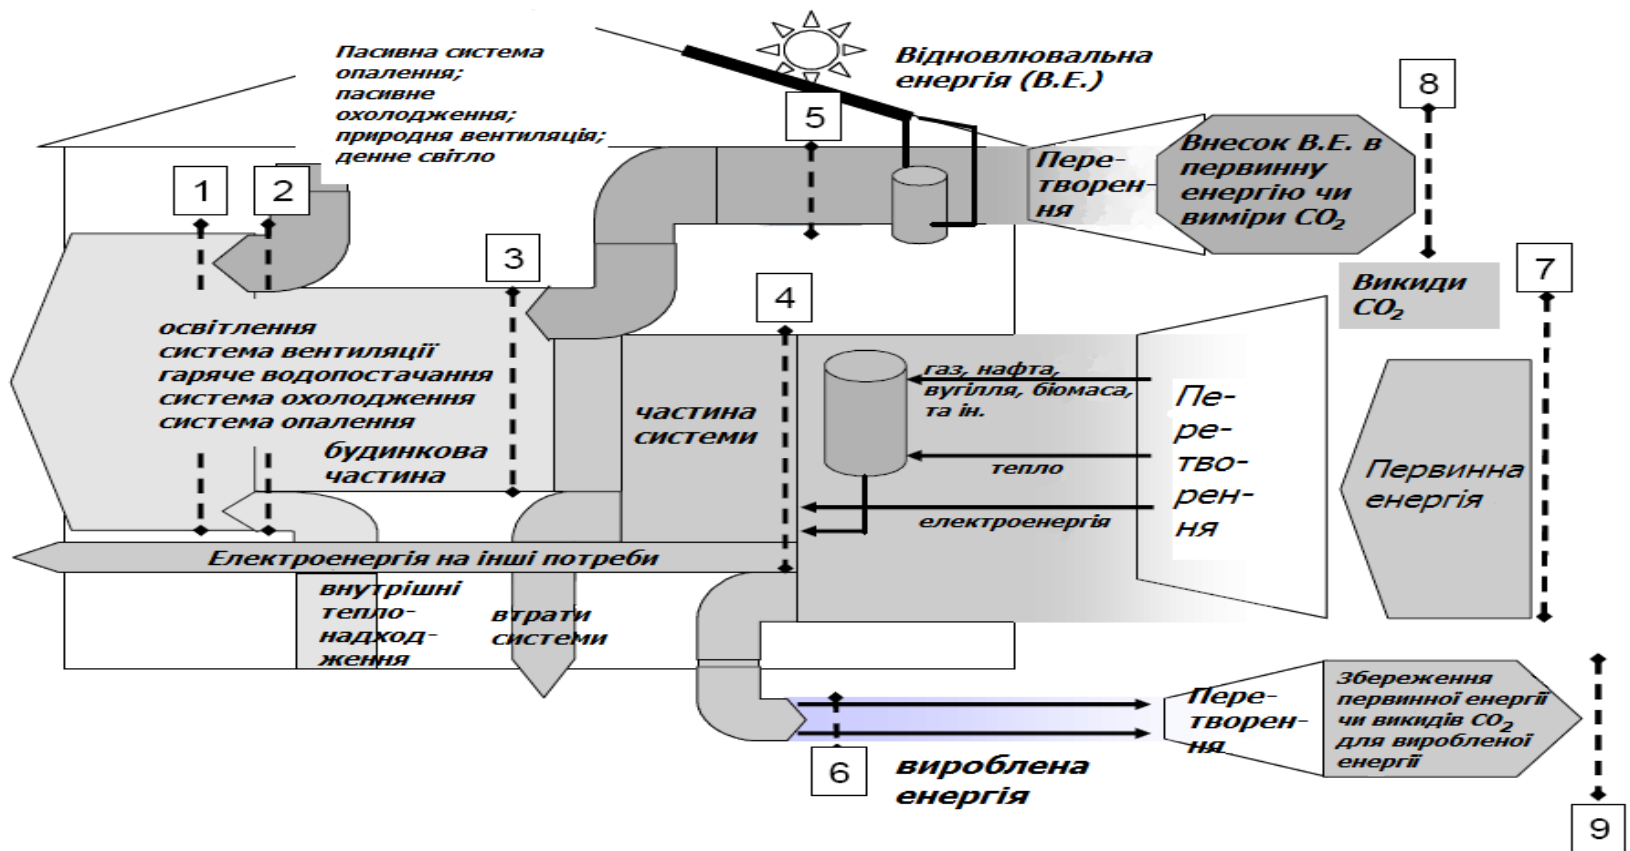 Пасивна система
опалення;
пасивне
охолодження;
природня вентиляція;
денне світло
Відновлювальна
енергія (В.Е.)
8
5
1
2
Пере-
творен-
ня
Внесок В.Е. в
первинну
енергію чи
виміри CO2
3
4
7
Викиди
CO2
освітлення
система вентиляції
гаряче водопостачання
система охолодження
система опалення
будинкова
частина
частина
системи
газ, нафта,
вугілля, біомаса,
та ін.
тепло
електроенергія
Пе-
ре-
тво-
рен-
ня
Первинна
енергія
Електроенергія на інші потреби
внутрішні
тепло-
надход-
ження
втрати
системи
Пере-
творен-
ня
Збереження
первинної енергії
чи викидів CO2
для виробленої
енергії
6
вироблена
енергія
9